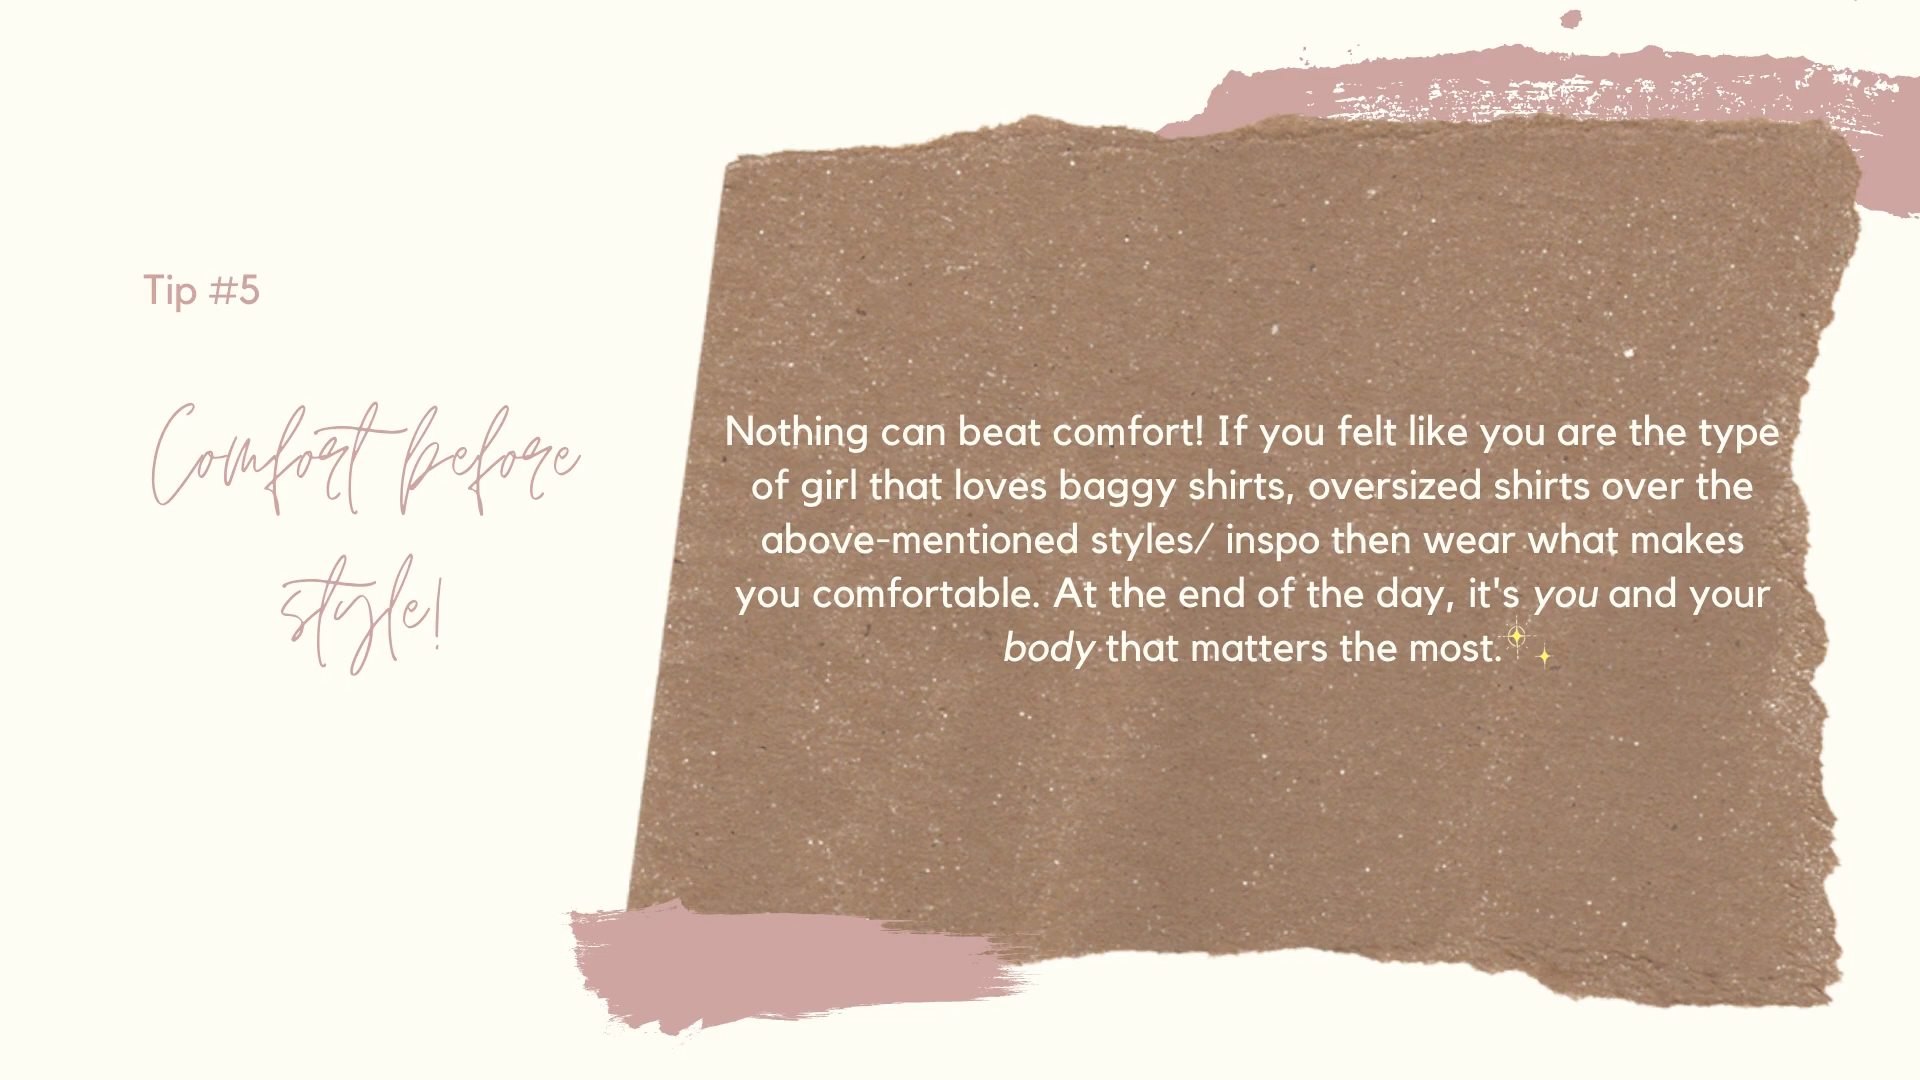 Tip #5
Comfort before
style!
Nothing can beat comfort! If you felt like you are the type
of girl that loves baggy shirts, oversized shirts over the
above-mentioned styles/ inspo then wear what makes
you comfortable. At the end of the day, it's you and your
body that matters the most.